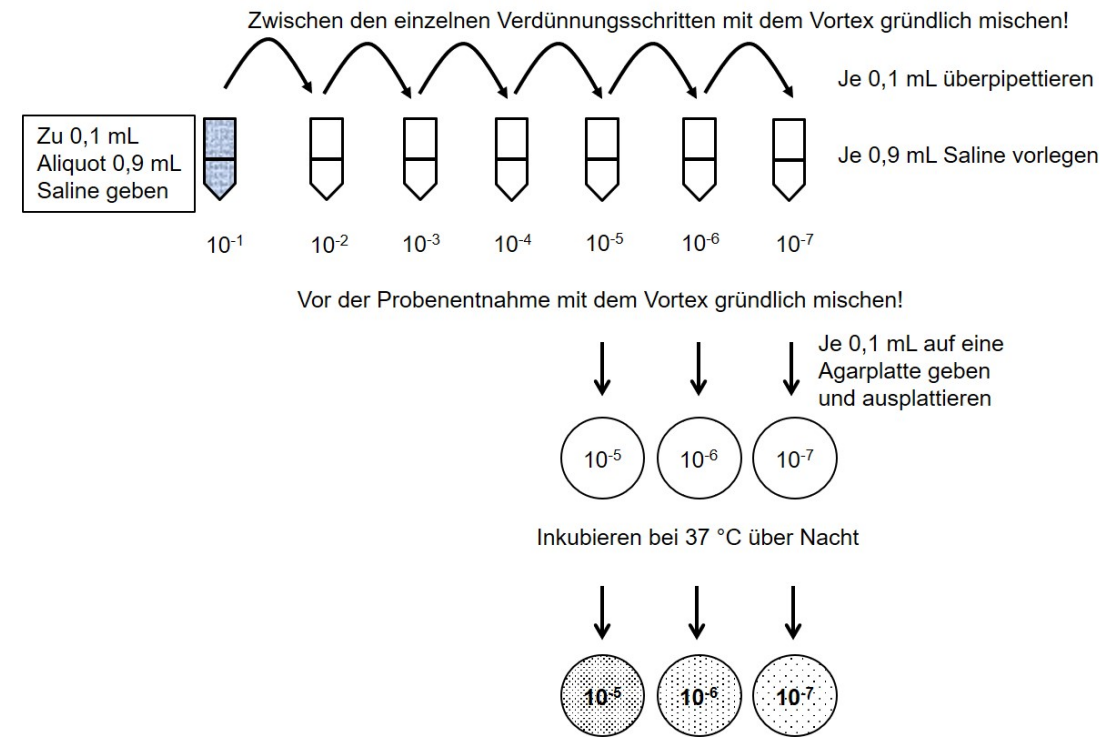 Zwischen den einzelnen Verdünnungsschritten mit dem Vortex gründlich mischen!
Je 0,1 mL überpipettieren
Zu 0,1 mL
Aliquot 0,9 mL
Saline geben
Je 0,9 mL Saline vorlegen
10⁻¹ 10⁻² 10⁻³ 10⁻⁴ 10⁻⁵ 10⁻⁶ 10⁻⁷
Vor der Probenentnahme mit dem Vortex gründlich mischen!
Je 0,1 mL auf eine
Agarplatte geben
und ausplattieren
10⁻⁵ 10⁻⁶ 10⁻⁷
Inkubieren bei 37 °C über Nacht
10⁻⁵ 10⁻⁶ 10⁻⁷